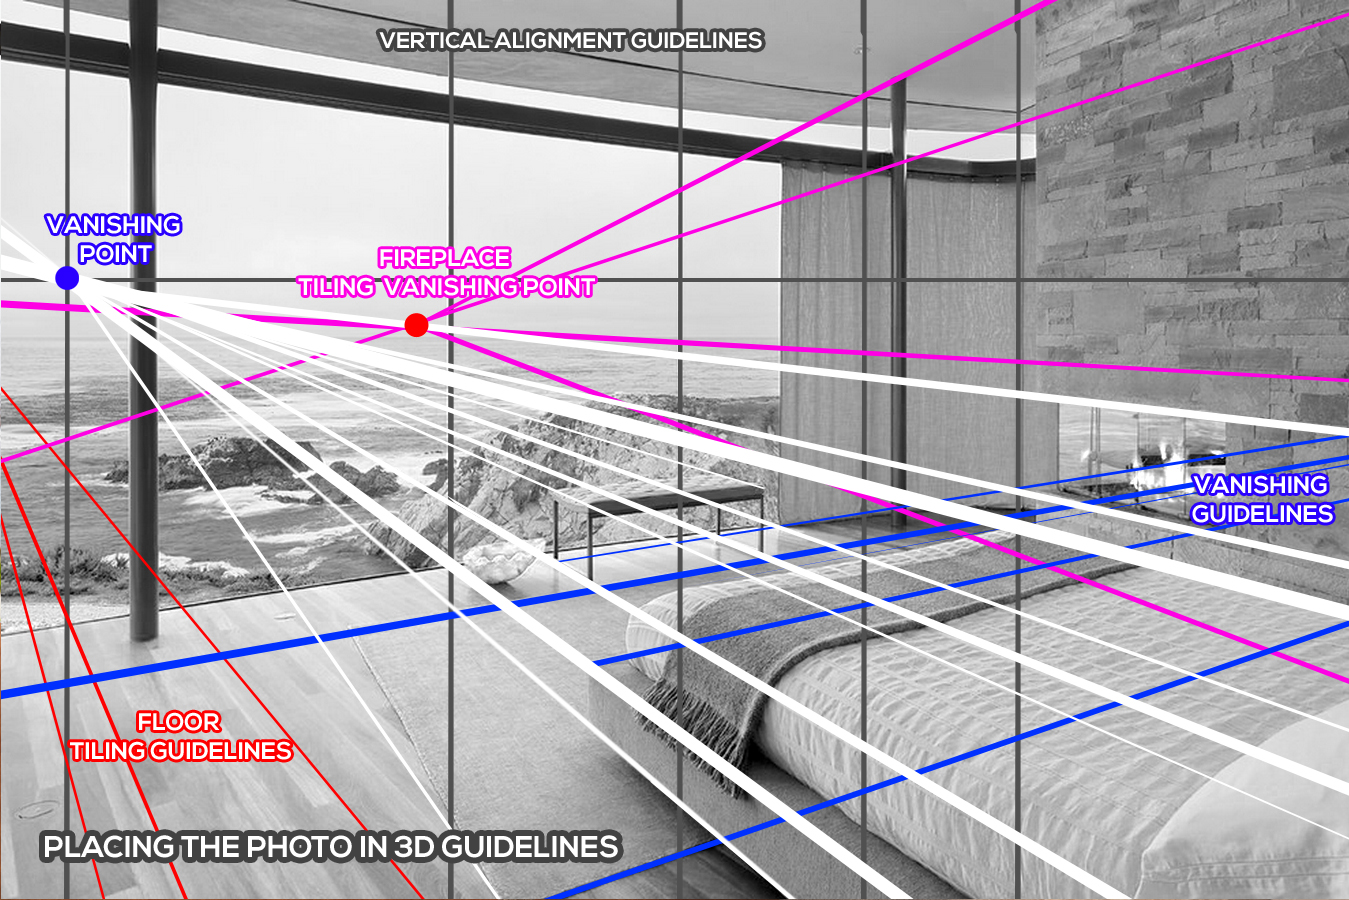 VERTICAL ALIGNMENT GUIDELINES
VANISHING
POINT
FIREPLACE
TILING VANISHING POINT
VANISHING
GUIDELINES
FLOOR
TILING GUIDELINES
PLACING THE PHOTO IN 3D GUIDELINES